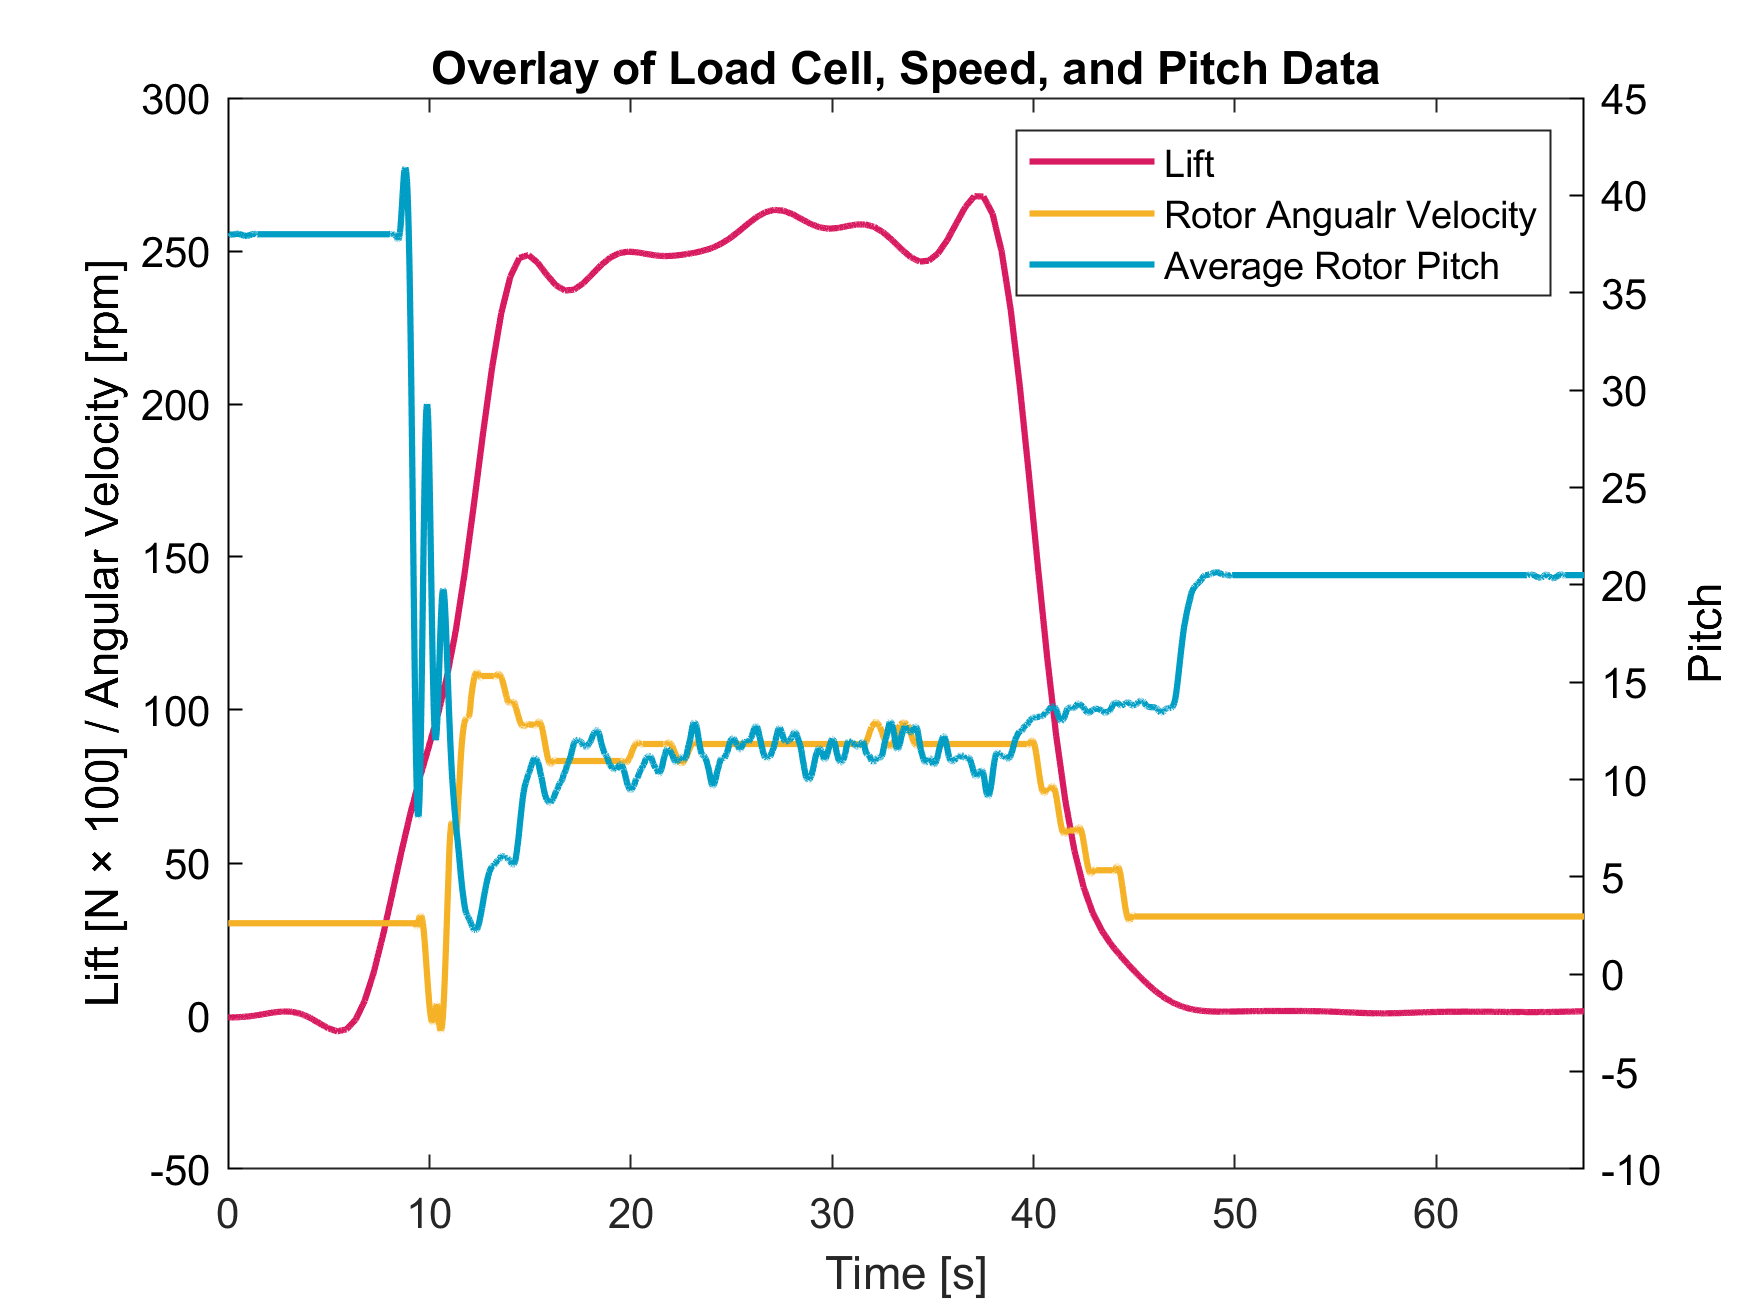 Overlay of Load Cell, Speed, and Pitch Data
Lift
Rotor Angualr Velocity
Average Rotor Pitch
Lift [N × 100] / Angular Velocity [rpm]
300
250
200
150
100
50
0
-50
45
40
35
30
25
20
15
10
5
0
-5
-10
Pitch
0 10 20 30 40 50 60
Time [s]